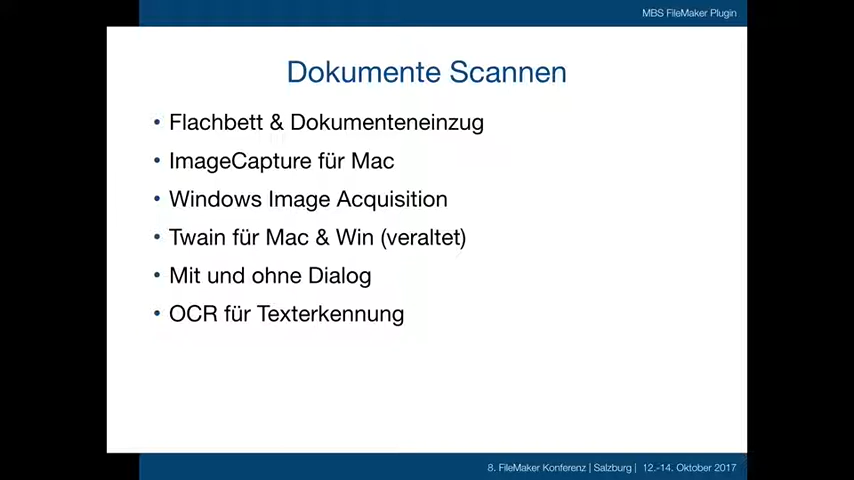 MBS FileMaker Plugin
Dokumente Scannen
• Flachbett & Dokumenteneinzug
• ImageCapture für Mac
• Windows Image Acquisition
• Twain für Mac & Win (veraltet)
• Mit und ohne Dialog
• OCR für Texterkennung
8. FileMaker Konferenz | Salzburg | 12.-14. Oktober 2017